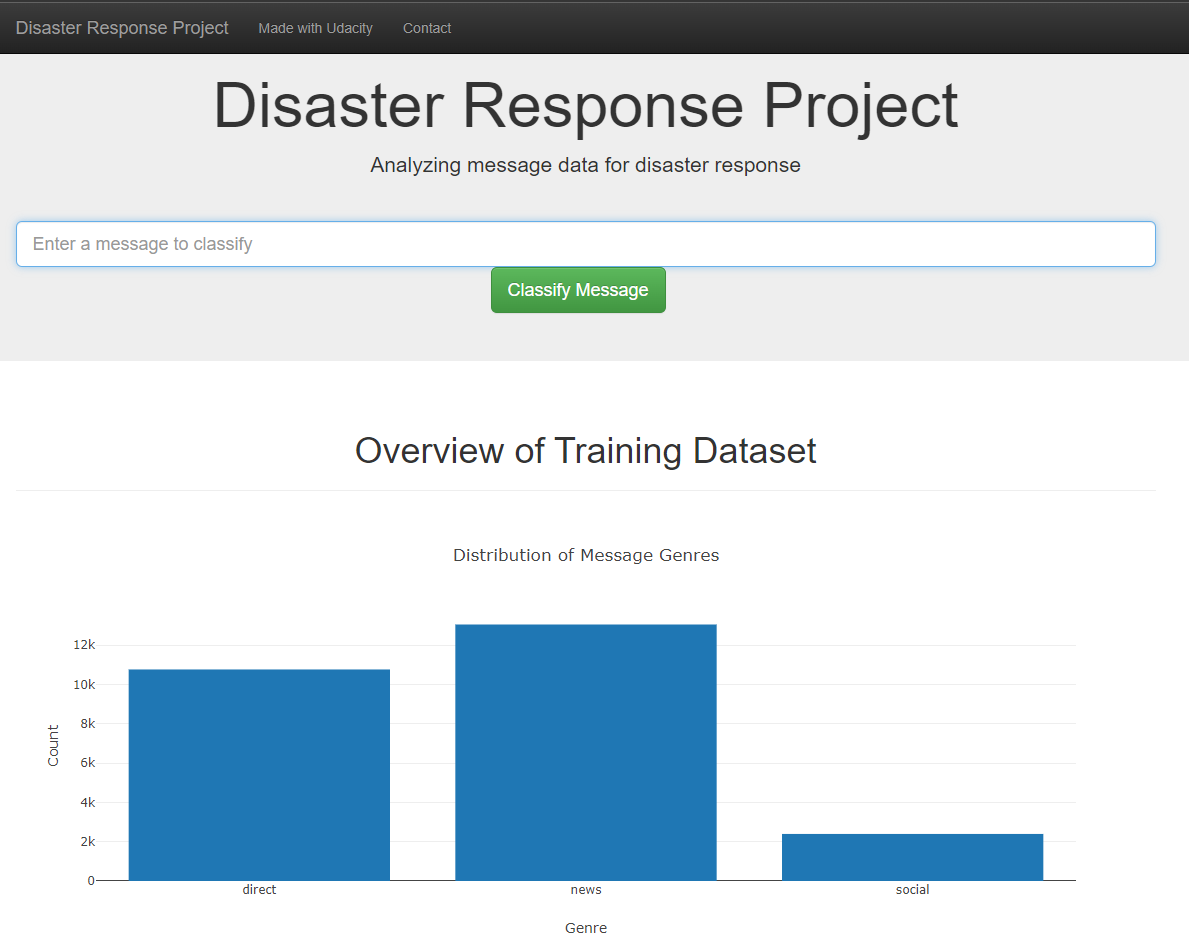 Disaster Response Project Made with Udacity Contact
Disaster Response Project
Analyzing message data for disaster response
Enter a message to classify
Classify Message
Overview of Training Dataset
Distribution of Message Genres
12k
10k
8k
6k
4k
2k
0
Count
direct news social
Genre